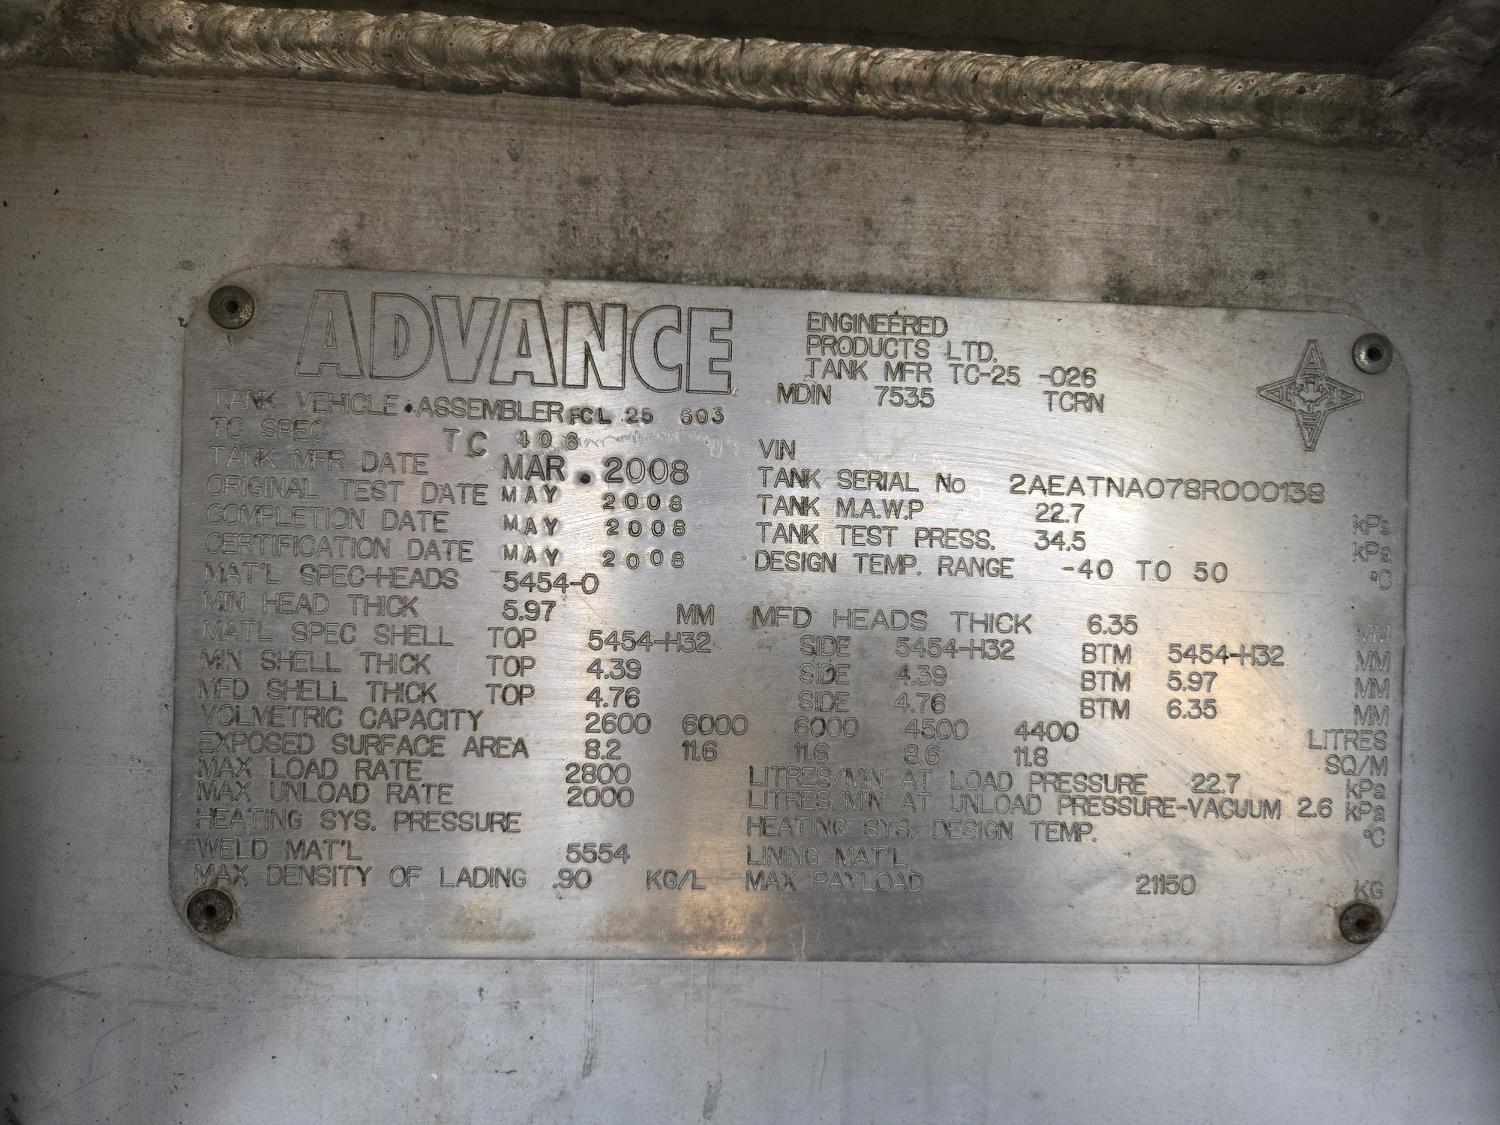 ADVANCE
ENGINEERED
PRODUCTS LTD.
TANK MFR TC-25 -026
MDIN 7535 TCRN
TANK VEHICLE ASSEMBLER FCL 25 603
TC SPEC TC 406
VIN
TANK MFR DATE MAR. 2008
TANK SERIAL No 2AEATNA078R000138
ORIGINAL TEST DATE MAY 2008
TANK M.A.W.P 22.7 kPa
COMPLETION DATE MAY 2008
TANK TEST PRESS. 34.5 kPa
CERTIFICATION DATE MAY 2008
DESIGN TEMP. RANGE -40 TO 50 °C
MAT'L SPEC-HEADS 5454-O
MIN HEAD THICK 5.97 MM MFD HEADS THICK 6.35 MM
MATL SPEC SHELL TOP 5454-H32 SIDE 5454-H32 BTM 5454-H32
MIN SHELL THICK TOP 4.39 SIDE 4.39 BTM 5.97 MM
MFD SHELL THICK TOP 4.76 SIDE 4.76 BTM 6.35 MM
VOLMETRIC CAPACITY 2600 6000 6000 4500 4400 LITRES
EXPOSED SURFACE AREA 8.2 11.6 11.6 8.6 11.8 SQ/M
MAX LOAD RATE 2800 LITRES/MIN AT LOAD PRESSURE 22.7 kPa
MAX UNLOAD RATE 2000 LITRES/MIN AT UNLOAD PRESSURE-VACUUM 2.6 kPa
HEATING SYS. PRESSURE HEATING SYS. DESIGN TEMP. °C
WELD MAT'L 5554 LINING MAT'L
MAX DENSITY OF LADING .90 KG/L MAX PAYLOAD 21150 KG